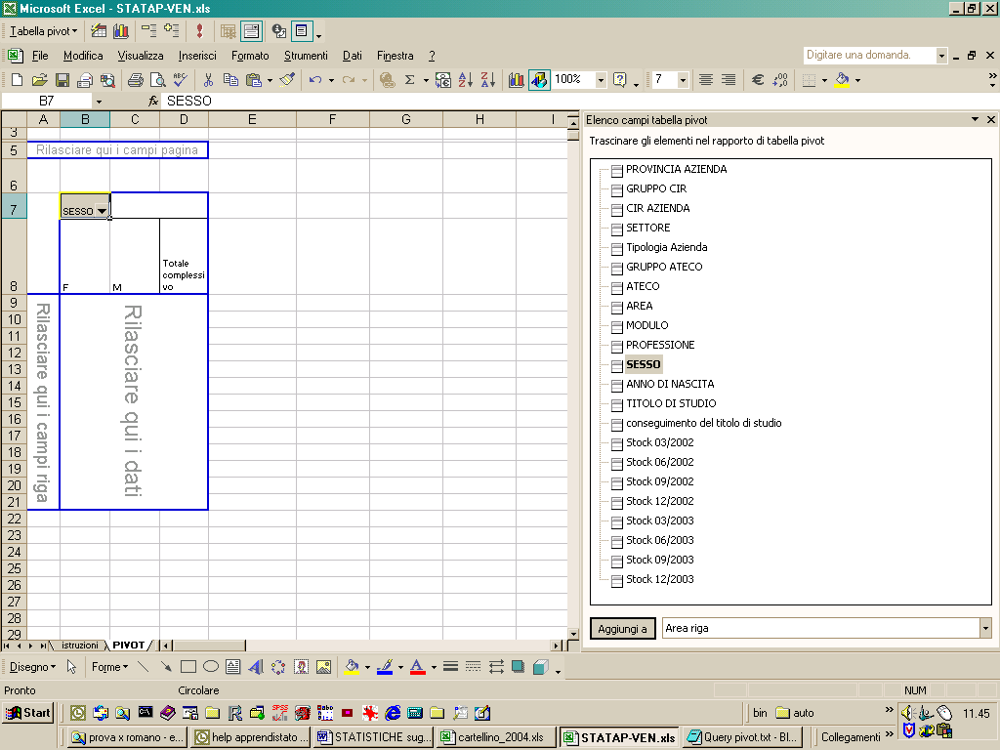 Microsoft Excel - STATAP-VEN.xls
Tabella pivot
File Modifica Visualizza Inserisci Formato Strumenti Dati Finestra ?
Digitare una domanda.
100% 7
B7 fx SESSO
A B C D E F G H I
3
5 Rilasciare qui i campi pagina
6
7 SESSO
8 F M Totale complessi vo
9
10
11
12
13
14
15
16
17
18
19
20
21
22
23
24
25
26
27
28
29
Rilasciare qui i campi riga
Rilasciare qui i dati
Elenco campi tabella pivot
Trascinare gli elementi nel rapporto di tabella pivot
PROVINCIA AZIENDA
GRUPPO CIR
CIR AZIENDA
SETTORE
Tipologia Azienda
GRUPPO ATECO
ATECO
AREA
MODULO
PROFESSIONE
SESSO
ANNO DI NASCITA
TITOLO DI STUDIO
conseguimento del titolo di studio
Stock 03/2002
Stock 06/2002
Stock 09/2002
Stock 12/2002
Stock 03/2003
Stock 06/2003
Stock 09/2003
Stock 12/2003
Aggiungi a Area riga
istruzioni PIVOT
Disegno Forme
Pronto Circolare NUM
Start bin auto 11.45
prova x romano - e... help apprendistato ... STATISTICHE sug... cartellino_2004.xls STATAP-VEN.xls Query pivot.txt - Bl... Collegamenti